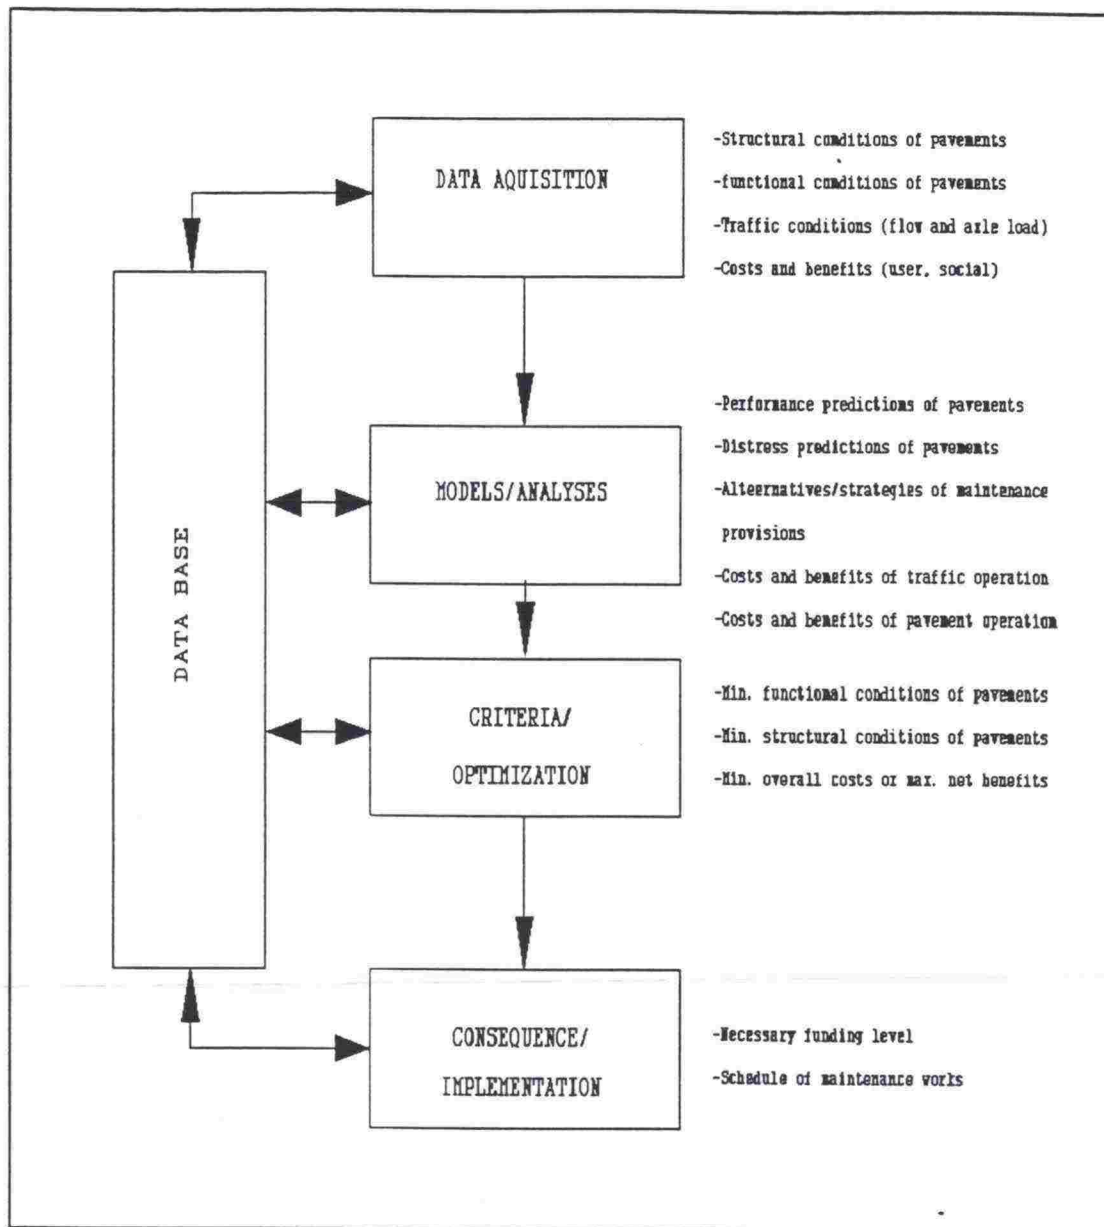 DATA AQUISITION
-Structural conditions of pavements
-functional conditions of pavements
-Traffic conditions (flow and axle load)
-Costs and benefits (user, social)
DATA BASE
MODELS/ANALYSES
-Performance predictions of pavements
-Distress predictions of pavements
-Alteernatives/strategies of maintenance
provisions
-Costs and benefits of traffic operation
-Costs and benefits of pavement operation
CRITERIA/
OPTIMIZATION
-Min. functional conditions of pavements
-Min. structural conditions of pavements
-Min. overall costs or max. net benefits
CONSEQUENCE/
IMPLEMENTATION
-Necessary funding level
-Schedule of maintenance works